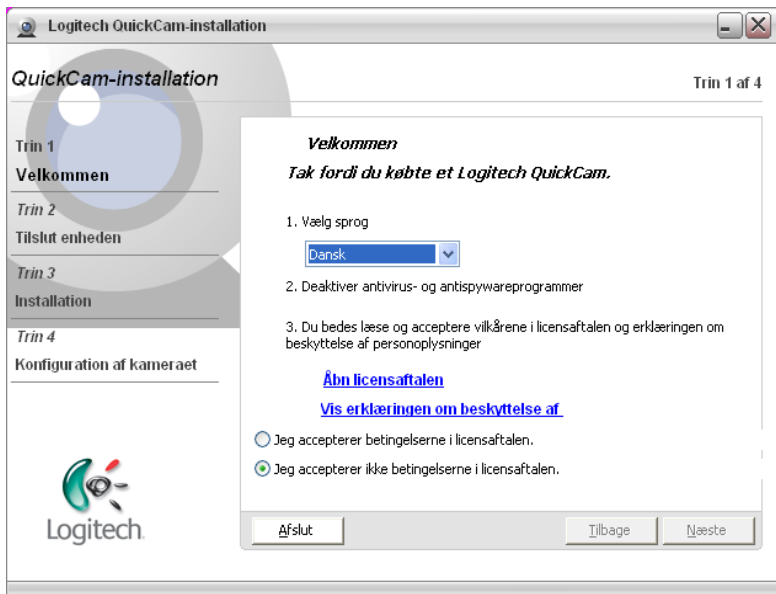 Logitech QuickCam-installation
QuickCam-installation
Trin 1 af 4
Trin 1
Velkommen
Trin 2
Tilslut enheden
Trin 3
Installation
Trin 4
Konfiguration af kameraet
Logitech
Velkommen
Tak fordi du købte et Logitech QuickCam.
1. Vælg sprog
Dansk
2. Deaktiver antivirus- og antispywareprogrammer
3. Du bedes læse og acceptere vilkårene i licensaftalen og erklæringen om
beskyttelse af personoplysninger
Åbn licensaftalen
Vis erklæringen om beskyttelse af
Jeg accepterer betingelserne i licensaftalen.
Jeg accepterer ikke betingelserne i licensaftalen.
Afslut
Tilbage
Næste